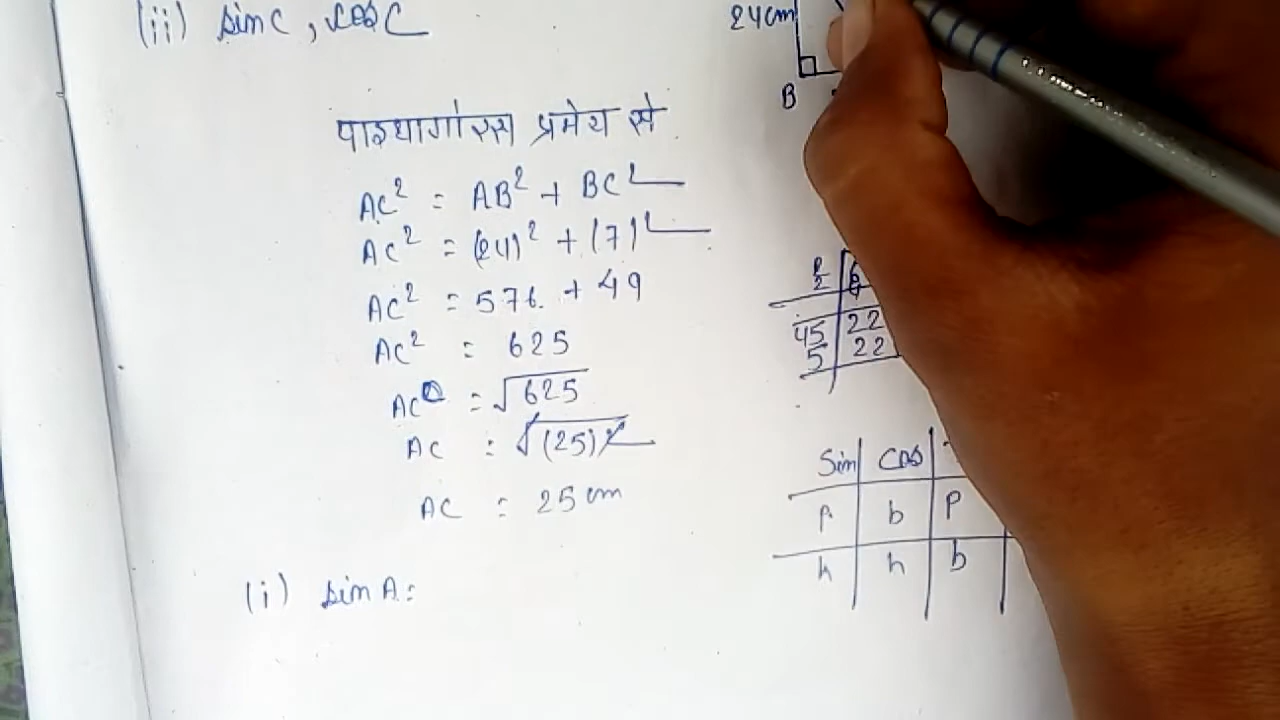 (ii) sinC, cosC
24cm
B
पाइथागोरस प्रमेय से
AC² = AB² + BC²
AC² = (24)² + (7)²
AC² = 576 + 49
AC² = 625
AC = √625
AC = √(25)²
AC = 25 cm
(i) sin A =
45 22
5 22
Sin cos
P b P
h h b